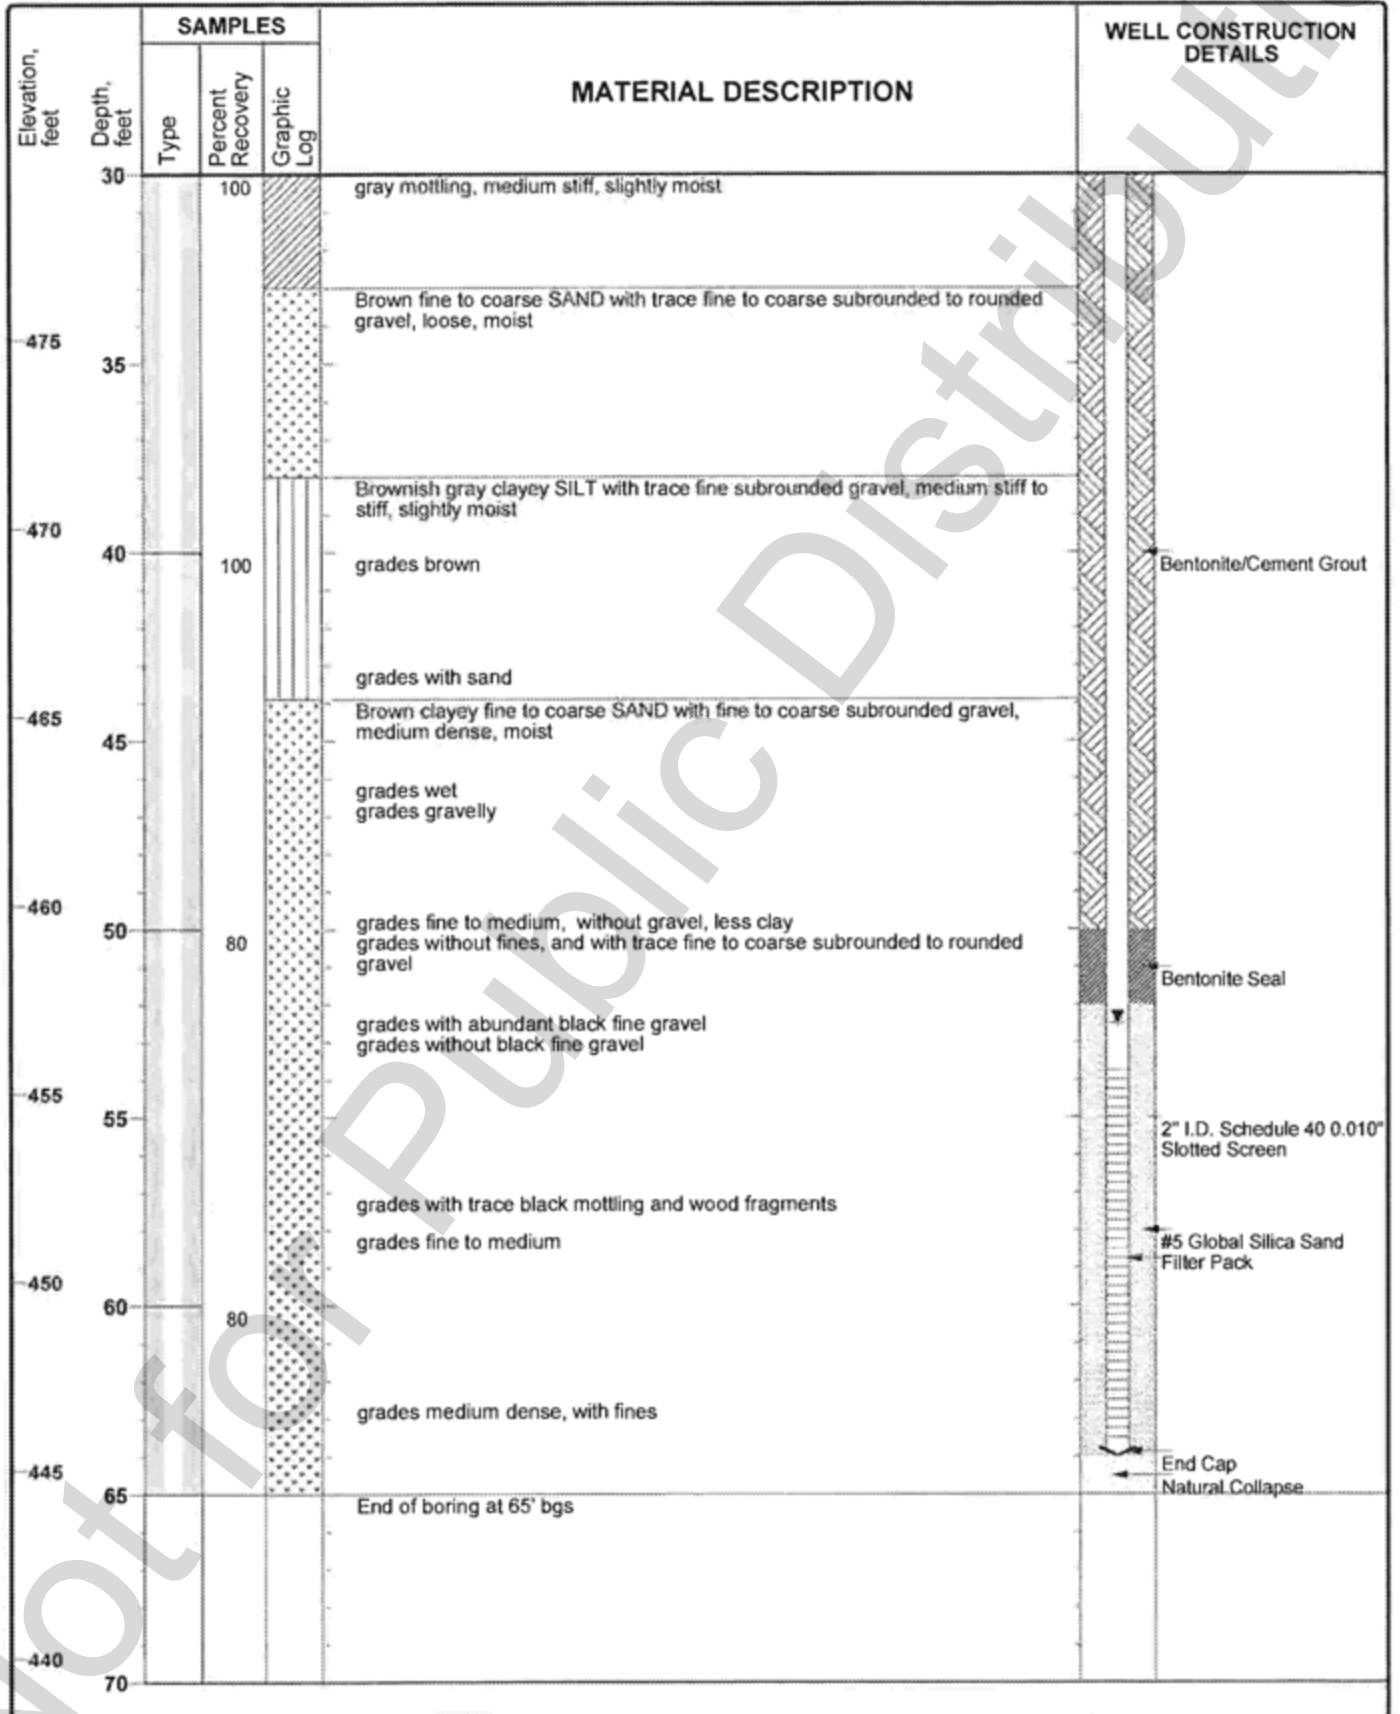 SAMPLES
WELL CONSTRUCTION
DETAILS
MATERIAL DESCRIPTION
Elevation,
feet
Depth,
feet
Type
Percent
Recovery
Graphic
Log
30
100
gray mottling, medium stiff, slightly moist
Brown fine to coarse SAND with trace fine to coarse subrounded to rounded
gravel, loose, moist
475
35
Brownish gray clayey SILT with trace fine subrounded gravel, medium stiff to
stiff, slightly moist
470
40
100
grades brown
Bentonite/Cement Grout
grades with sand
465
Brown clayey fine to coarse SAND with fine to coarse subrounded gravel,
medium dense, moist
45
grades wet
grades gravelly
460
50
80
grades fine to medium, without gravel, less clay
grades without fines, and with trace fine to coarse subrounded to rounded
gravel
Bentonite Seal
grades with abundant black fine gravel
grades without black fine gravel
455
55
2" I.D. Schedule 40 0.010"
Slotted Screen
grades with trace black mottling and wood fragments
grades fine to medium
#5 Global Silica Sand
Filter Pack
450
60
80
grades medium dense, with fines
End Cap
445
Natural Collapse
65
End of boring at 65' bgs
440
70
Not for Public Distribut